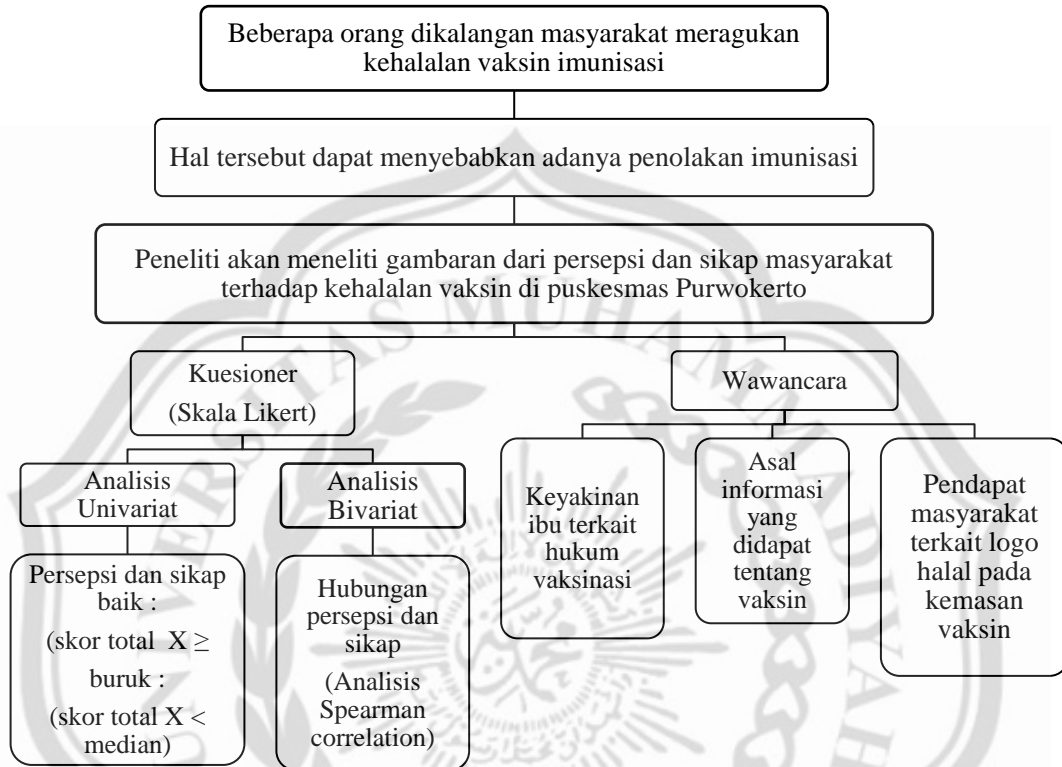 Beberapa orang dikalangan masyarakat meragukan
kehalalan vaksin imunisasi
Hal tersebut dapat menyebabkan adanya penolakan imunisasi
Peneliti akan meneliti gambaran dari persepsi dan sikap masyarakat
terhadap kehalalan vaksin di puskesmas Purwokerto
Kuesioner
(Skala Likert)
Analisis
Univariat
Persepsi dan sikap
baik :
(skor total X ≥
buruk :
(skor total X <
median)
Analisis
Bivariat
Hubungan
persepsi dan
sikap
(Analisis
Spearman
correlation)
Wawancara
Keyakinan
ibu terkait
hukum
vaksinasi
Asal
informasi
yang
didapat
tentang
vaksin
Pendapat
masyarakat
terkait logo
halal pada
kemasan
vaksin
UNIVERSITAS MUHAMMADIYAH